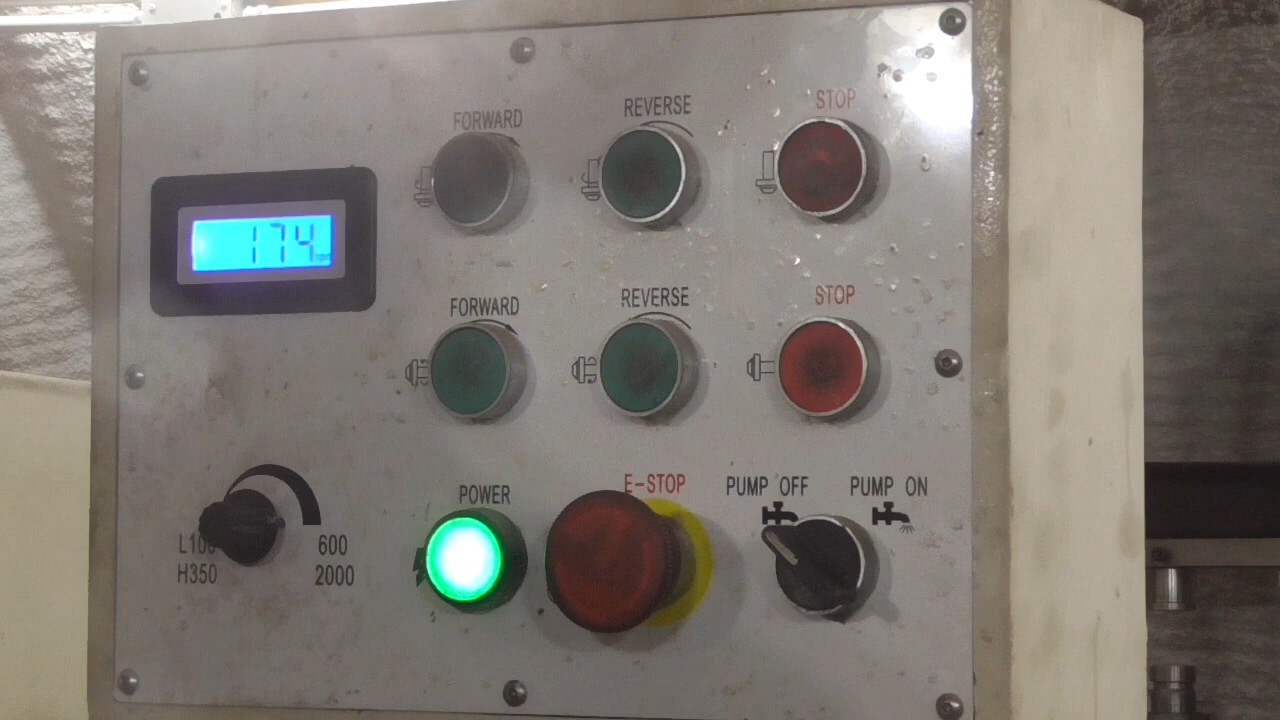 FORWARD REVERSE STOP
174
FORWARD REVERSE STOP
POWER E-STOP PUMP OFF PUMP ON
L100 600
H350 2000